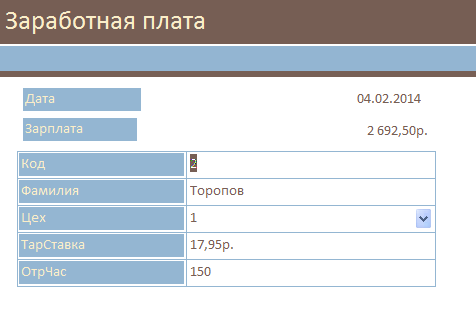 Заработная плата
Дата 04.02.2014
Зарплата 2 692,50р.
Код 2
Фамилия Торопов
Цех 1
ТарСтавка 17,95р.
ОтрЧас 150